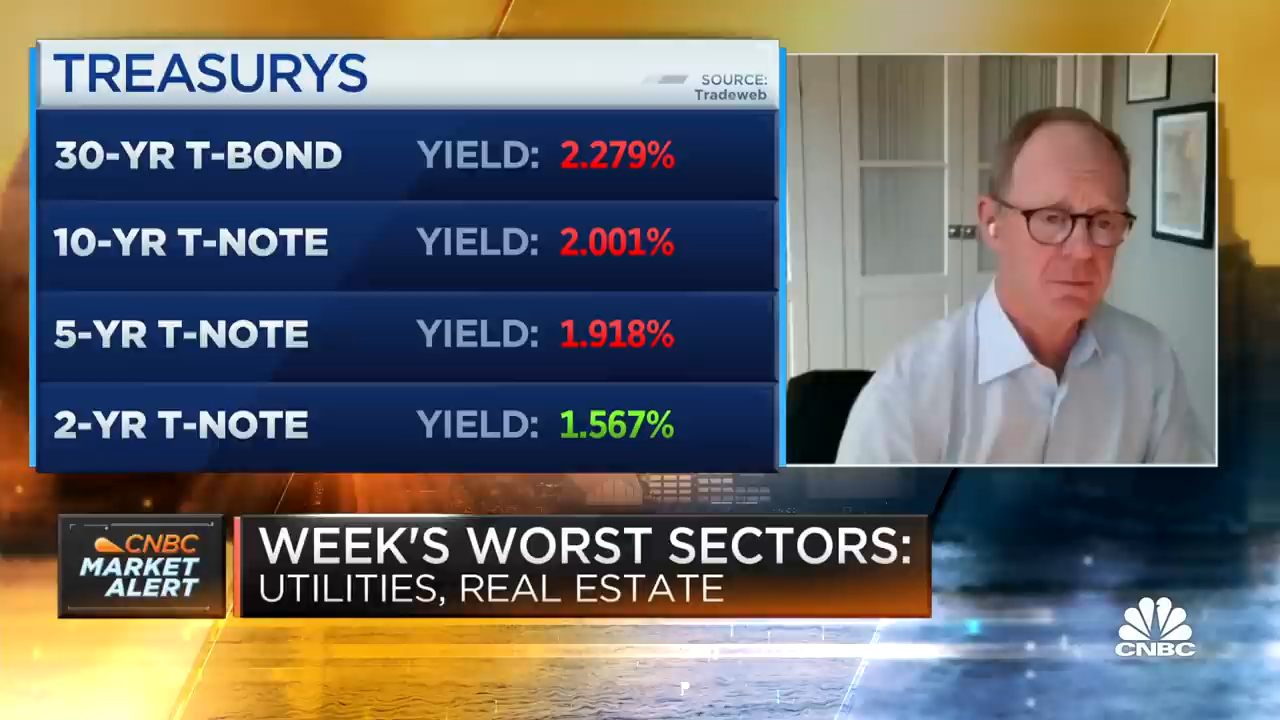 TREASURYS
SOURCE:
Tradeweb
30-YR T-BOND YIELD: 2.279%
10-YR T-NOTE YIELD: 2.001%
5-YR T-NOTE YIELD: 1.918%
2-YR T-NOTE YIELD: 1.567%
CNBC
MARKET
ALERT
WEEK'S WORST SECTORS:
UTILITIES, REAL ESTATE
1
CNBC
P